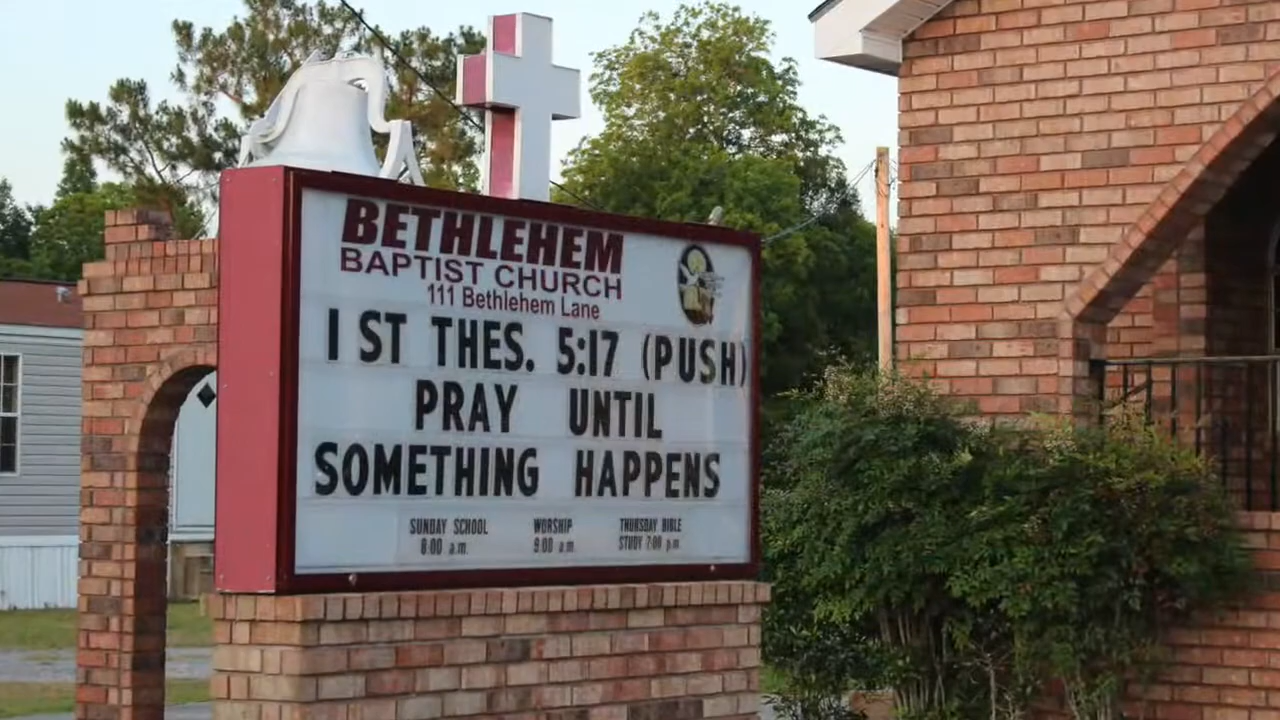 BETHLEHEM
BAPTIST CHURCH
111 Bethlehem Lane
I ST THES. 5:17 (PUSH)
PRAY UNTIL
SOMETHING HAPPENS
SUNDAY SCHOOL WORSHIP THURSDAY BIBLE
8:00 a.m. 9:00 a.m. STUDY 7:00 p.m.